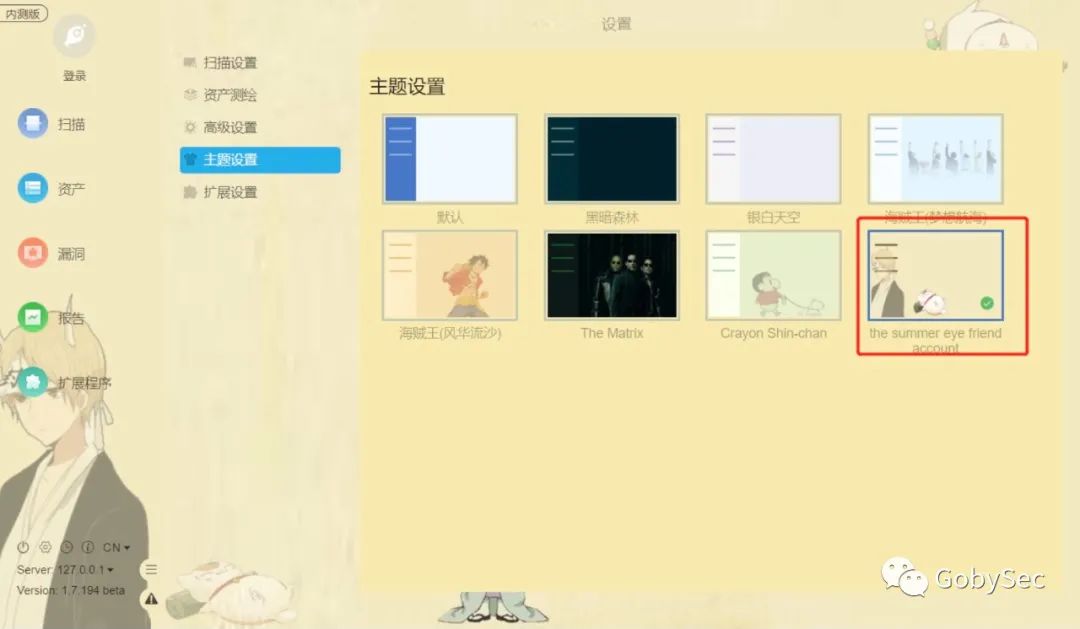 内测版
设置
登录
扫描
资产
漏洞
报告
扩展程序
CN
Server: 127.0.0.1
Version: 1.7.194 beta
扫描设置
资产测绘
高级设置
主题设置
扩展设置
主题设置
默认
黑暗森林
银白天空
海贼王(梦想航海)
海贼王(风华流沙)
The Matrix
Crayon Shin-chan
the summer eye friend
account
GobySec